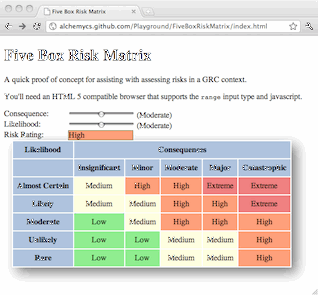 Five Box Risk Matrix
alchemycs.github.com/Playground/FiveBoxRiskMatrix/index.html
Five Box Risk Matrix
A quick proof of concept for assisting with assessing risks in a GRC context.
You'll need an HTML 5 compatible browser that supports the range input type and javascript.
Consequence: (Moderate)
Likelihood: (Moderate)
Risk Rating: High
Likelihood Consequences
Insignificant Minor Moderate Major Catastrophic
Almost Certain Medium High High Extreme Extreme
Likely Medium Medium High High Extreme
Moderate Low Medium High High High
Unlikely Low Low Medium Medium High
Rare Low Low Medium Medium High